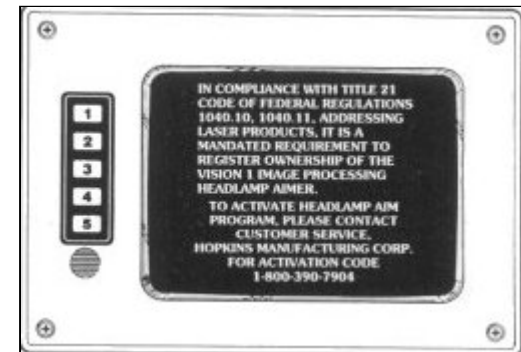 1
2
3
4
5
IN COMPLIANCE WITH TITLE 21
CODE OF FEDERAL REGULATIONS
1040.10, 1040.11, ADDRESSING
LASER PRODUCTS, IT IS A
MANDATED REQUIREMENT TO
REGISTER OWNERSHIP OF THE
VISION 1 IMAGE PROCESSING
HEADLAMP AIMER.
TO ACTIVATE HEADLAMP AIM
PROGRAM, PLEASE CONTACT
CUSTOMER SERVICE,
HOPKINS MANUFACTURING CORP.
FOR ACTIVATION CODE
1-800-390-7904